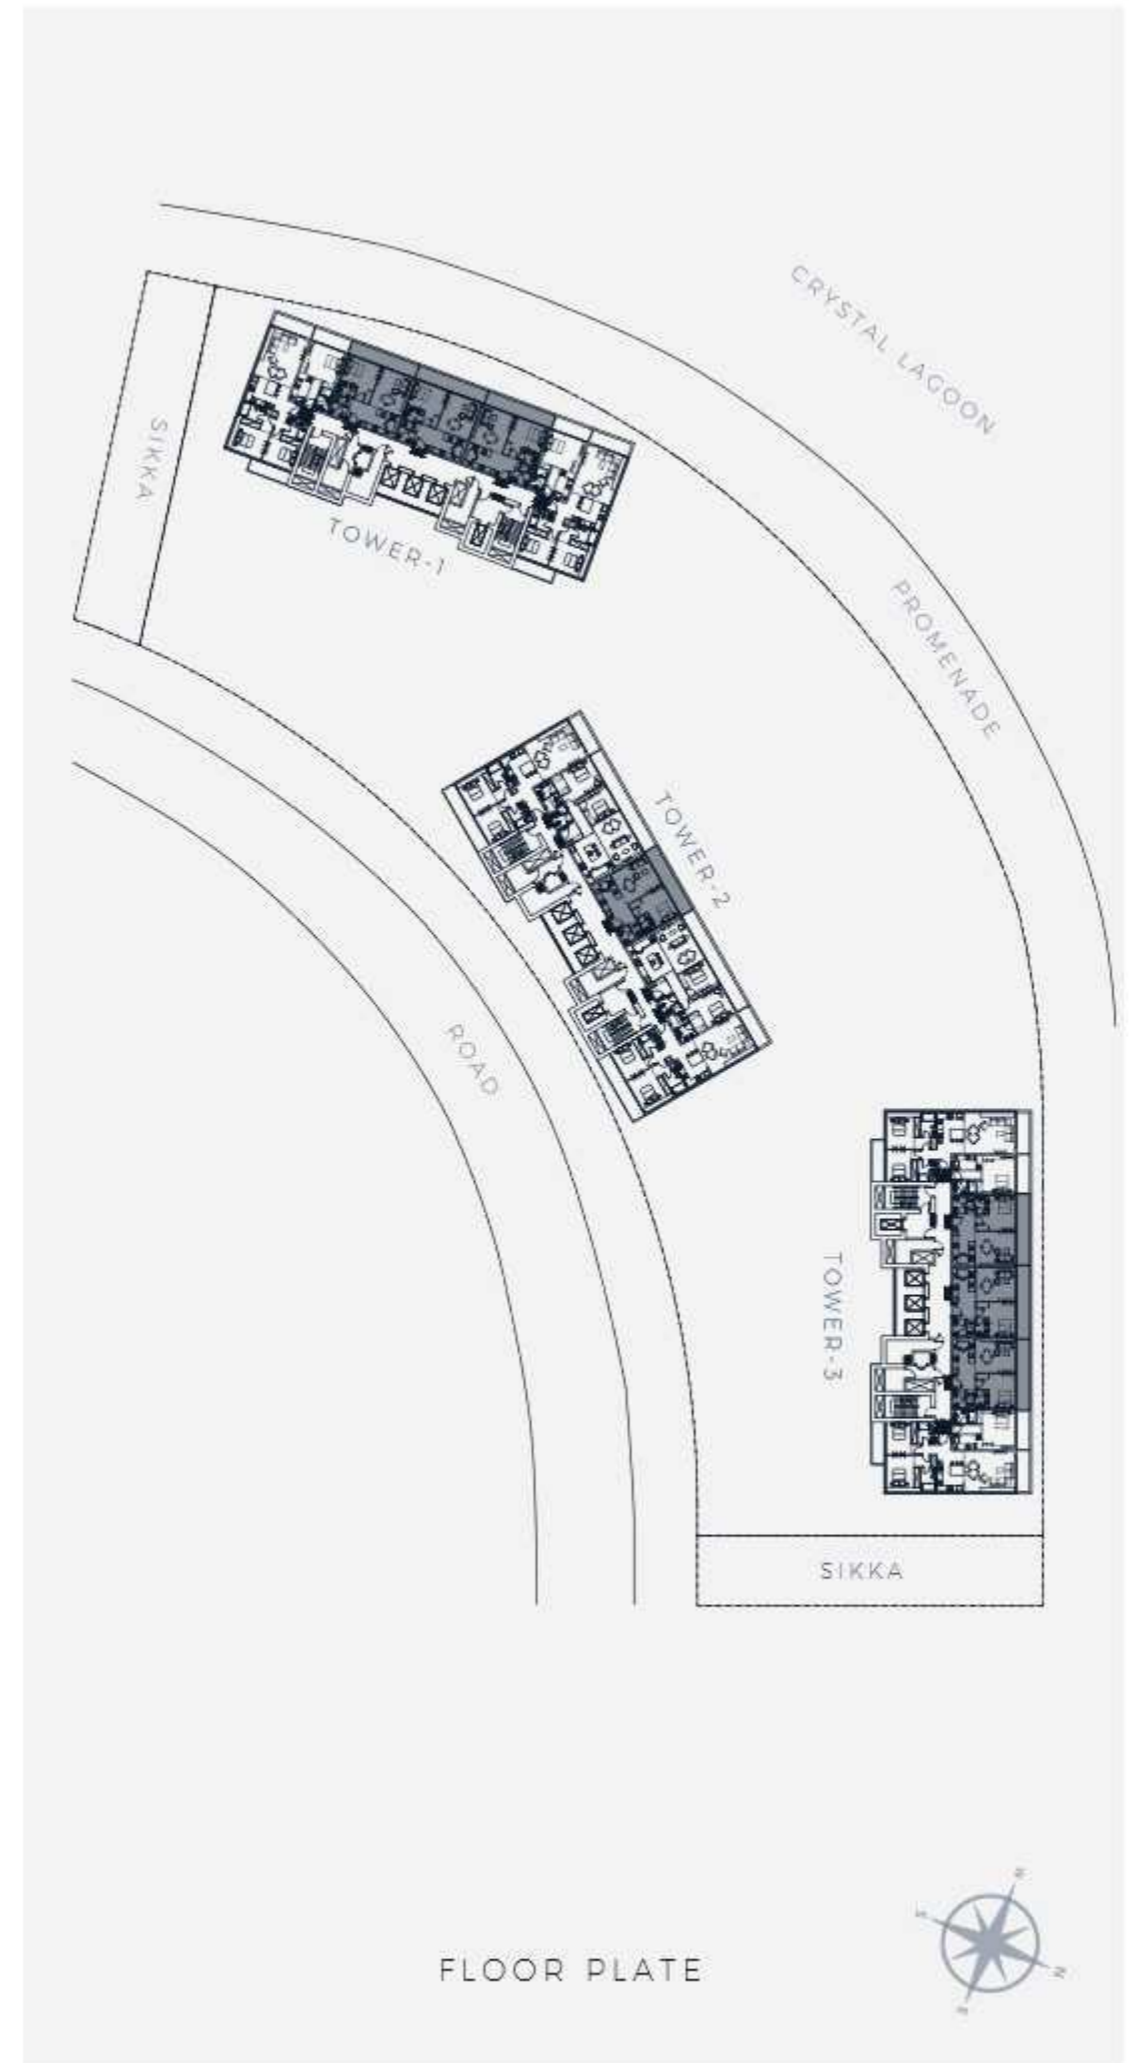 CRYSTAL LAGOON
SIKKA
TOWER-1
PROMENADE
TOWER-2
ROAD
TOWER-3
SIKKA
FLOOR PLATE
N
S